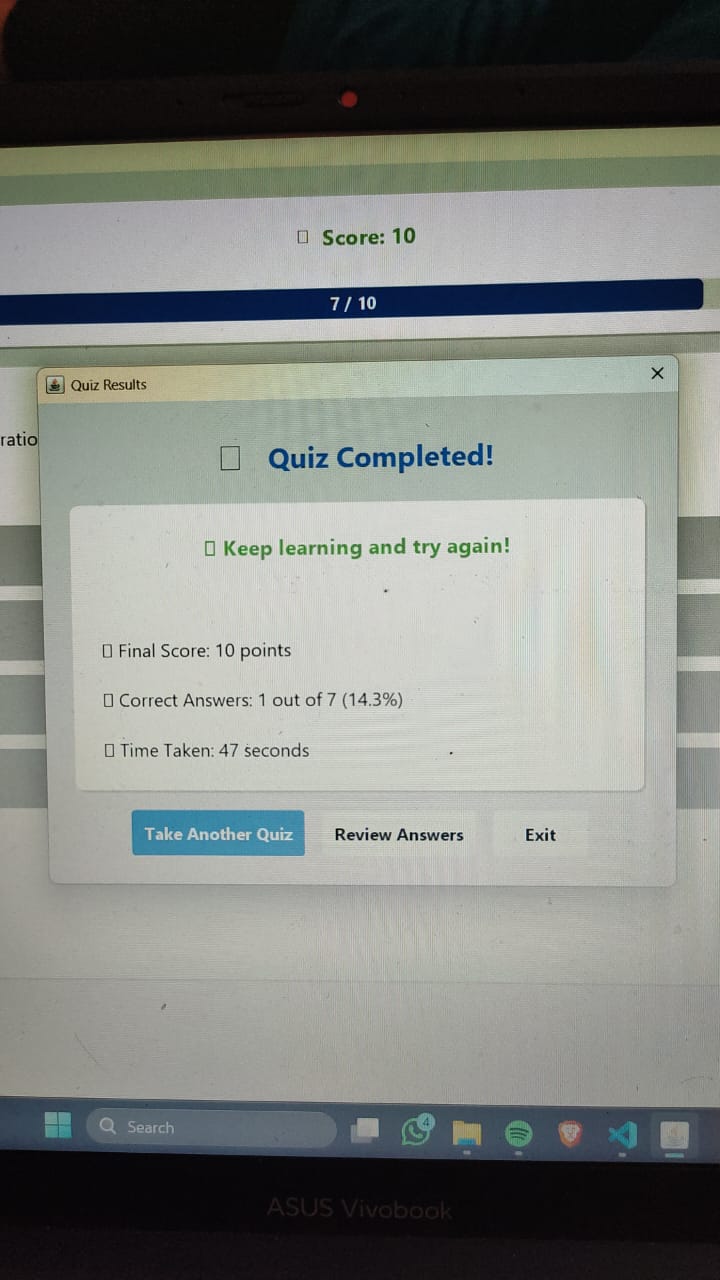 Score: 10
7 / 10
Quiz Results
ratio
Quiz Completed!
Keep learning and try again!
Final Score: 10 points
Correct Answers: 1 out of 7 (14.3%)
Time Taken: 47 seconds
Take Another Quiz
Review Answers
Exit
4
Search
ASUS Vivobook